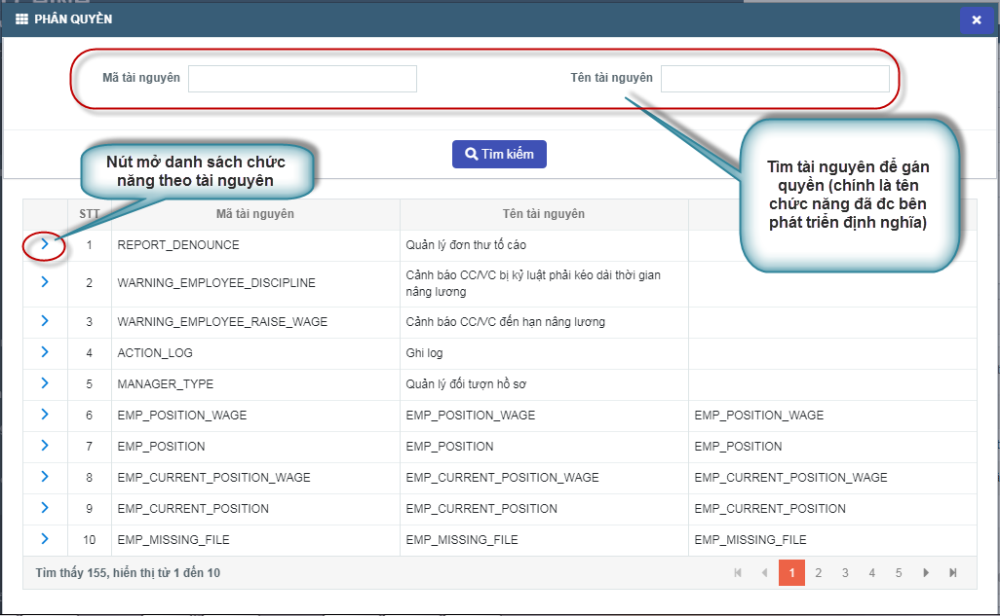 PHÂN QUYỀN
Mã tài nguyên
Tên tài nguyên
Tìm kiếm
Nút mở danh sách chức
năng theo tài nguyên
Tìm tài nguyên để gán
quyền (chính là tên
chức năng đã đc bên
phát triển định nghĩa)
STT Mã tài nguyên Tên tài nguyên
1 REPORT_DENOUNCE Quản lý đơn thư tố cáo
2 WARNING_EMPLOYEE_DISCIPLINE Cảnh báo CC/VC bị kỷ luật phải kéo dài thời gian
nâng lương
3 WARNING_EMPLOYEE_RAISE_WAGE Cảnh báo CC/VC đến hạn nâng lương
4 ACTION_LOG Ghi log
5 MANAGER_TYPE Quản lý đối tượn hồ sơ
6 EMP_POSITION_WAGE EMP_POSITION_WAGE EMP_POSITION_WAGE
7 EMP_POSITION EMP_POSITION EMP_POSITION
8 EMP_CURRENT_POSITION_WAGE EMP_CURRENT_POSITION_WAGE EMP_CURRENT_POSITION_WAGE
9 EMP_CURRENT_POSITION EMP_CURRENT_POSITION EMP_CURRENT_POSITION
10 EMP_MISSING_FILE EMP_MISSING_FILE EMP_MISSING_FILE
Tìm thấy 155, hiển thị từ 1 đến 10 1 2 3 4 5